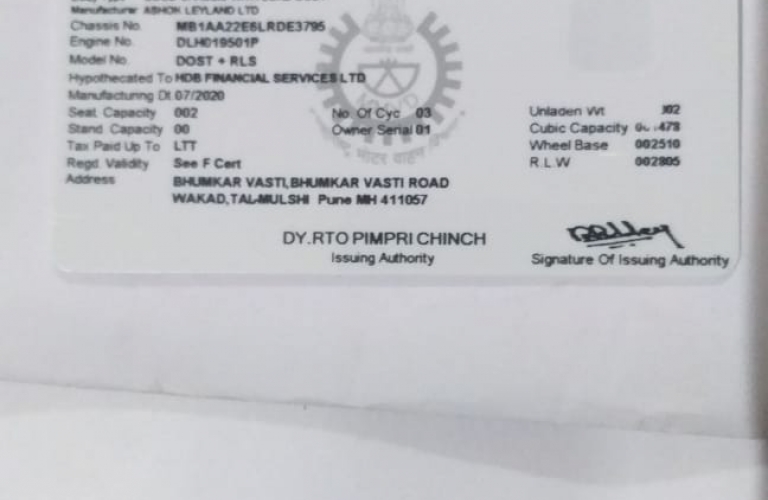 Manufacturer ASHOK LEYLAND LTD
Chassis No. MB1AA22E6LRDE3795
Engine No. DLH019501P
Model No. DOST + RLS
Hypothecated To HDB FINANCIAL SERVICES LTD
Manufacturing Dt 07/2020
Seat Capacity 002 No. Of Cyc 03 Unladen Wt
Stand Capacity 00 Owner Serial 01 Cubic Capacity
Tax Paid Up To LTT Wheel Base 002510
Regd. Validity See F Cert R.L.W 002805
Address BHUMKAR VASTI,BHUMKAR VASTI ROAD
WAKAD,TAL-MULSHI Pune MH 411057
DY.RTO PIMPRI CHINCH
Issuing Authority Signature Of Issuing Authority